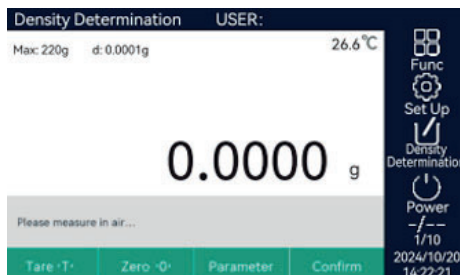 Density Determination USER:
Max: 220g d: 0.0001g 26.6°C
0.0000 g
Please measure in air...
Tare ·T· Zero ·0· Parameter Confirm
Func
Set Up
Density
Determination
Power
-/--
1/10
2024/10/20
14:22:21